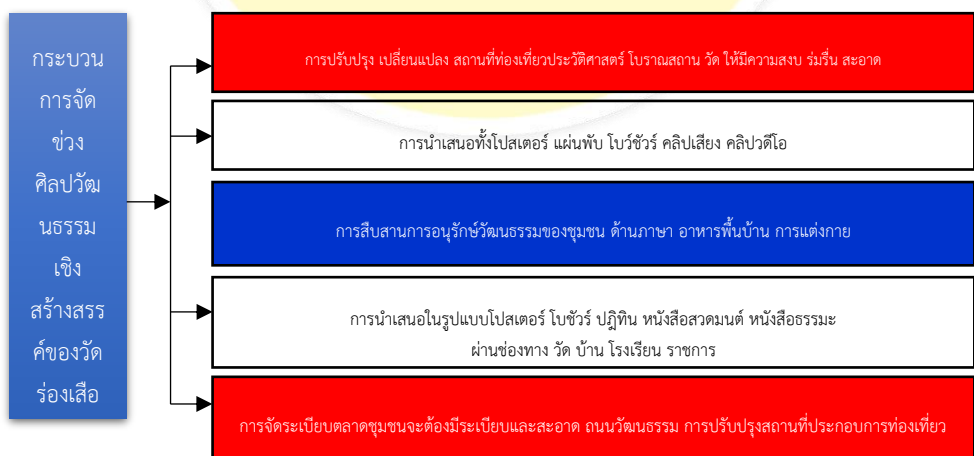 กระบวน
การจัด
ข่วง
ศิลปวัฒ
นธรรม
เชิง
สร้างสรร
ค์ของวัด
ร่องเสือ
การปรับปรุง เปลี่ยนแปลง สถานที่ท่องเที่ยวประวัติศาสตร์ โบราณสถาน วัด ให้มีความสงบ ร่มรื่น สะอาด
การนำเสนอทั้งโปสเตอร์ แผ่นพับ โบว์ชัวร์ คลิปเสียง คลิปวดีโอ
การสืบสานการอนุรักษ์วัฒนธรรมของชุมชน ด้านภาษา อาหารพื้นบ้าน การแต่งกาย
การนำเสนอในรูปแบบโปสเตอร์ โบชัวร์ ปฎิทิน หนังสือสวดมนต์ หนังสือธรรมะ
ผ่านช่องทาง วัด บ้าน โรงเรียน ราชการ
การจัดระเบียบตลาดชุมชนจะต้องมีระเบียบและสะอาด ถนนวัฒนธรรม การปรับปรุงสถานที่ประกอบการท่องเที่ยว